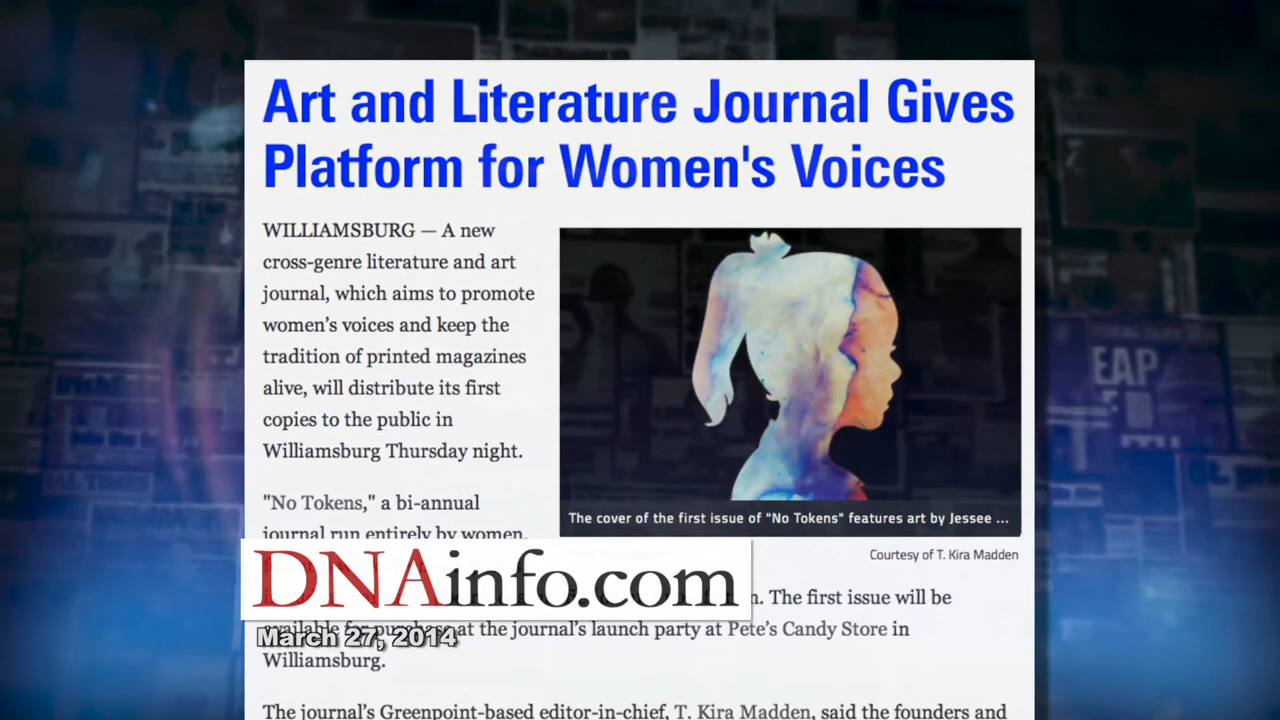 Art and Literature Journal Gives
Platform for Women's Voices
WILLIAMSBURG — A new
cross-genre literature and art
journal, which aims to promote
women's voices and keep the
tradition of printed magazines
alive, will distribute its first
copies to the public in
Williamsburg Thursday night.
"No Tokens," a bi-annual
journal run entirely by women,
The cover of the first issue of "No Tokens" features art by Jessee ...
Courtesy of T. Kira Madden
DNAinfo.com
The first issue will be
available for purchase at the journal's launch party at Pete's Candy Store in
March 27, 2014
Williamsburg.
The journal's Greenpoint-based editor-in-chief, T. Kira Madden, said the founders and
EAP